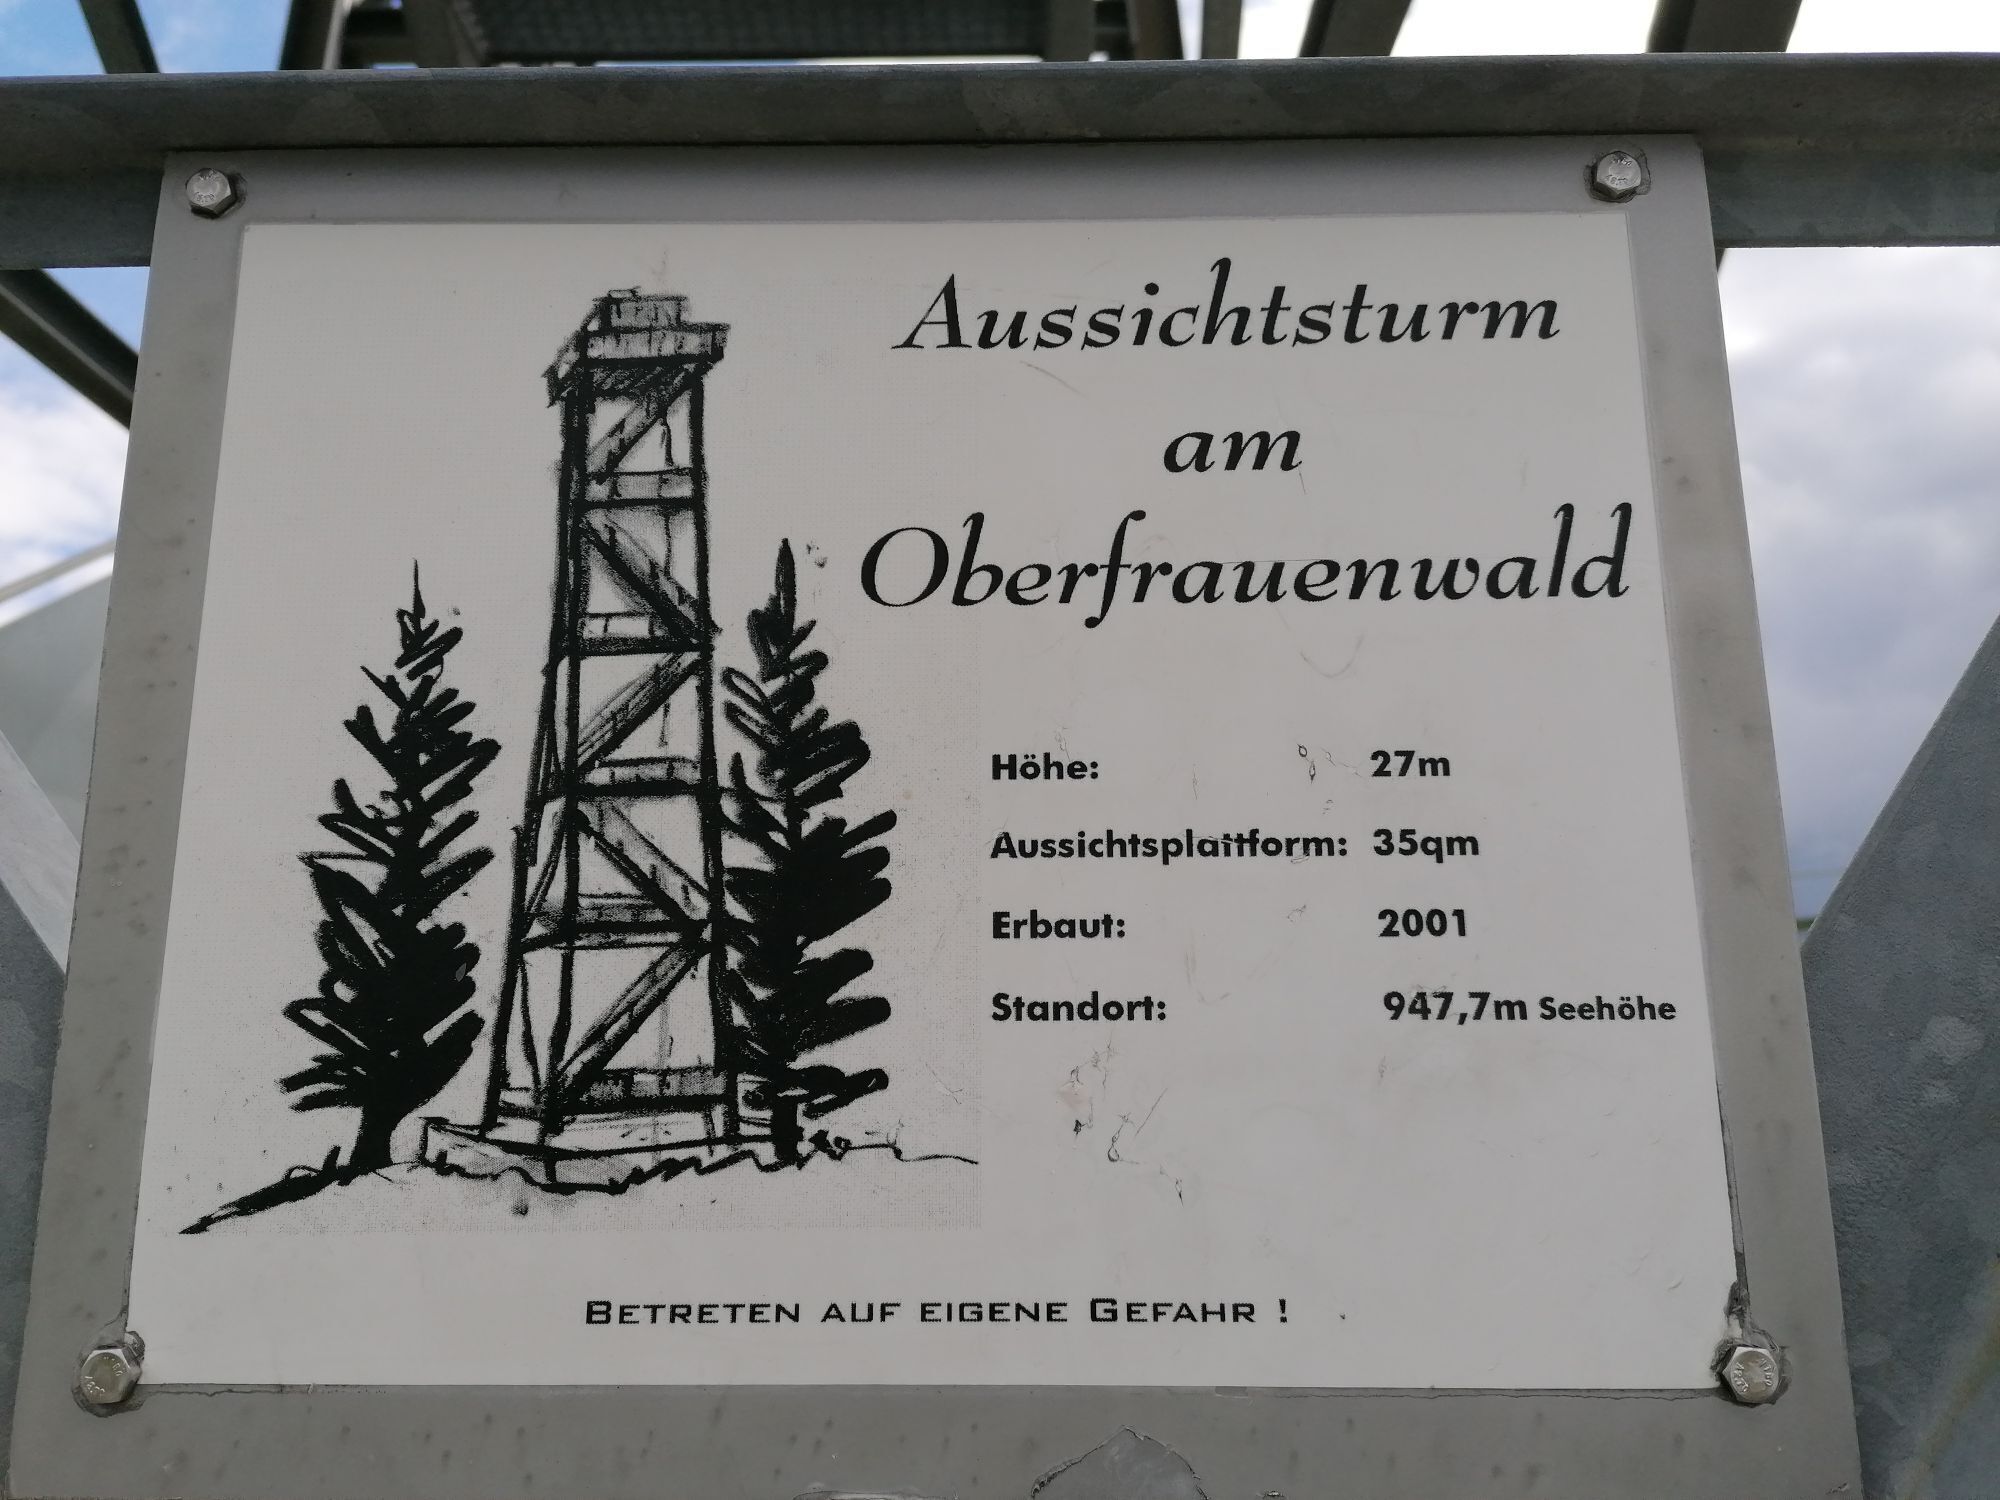 Aussichtsturm
am
Oberfrauenwald
Höhe: 27m
Aussichtsplattform: 35qm
Erbaut: 2001
Standort: 947,7m Seehöhe
BETRETEN AUF EIGENE GEFAHR !